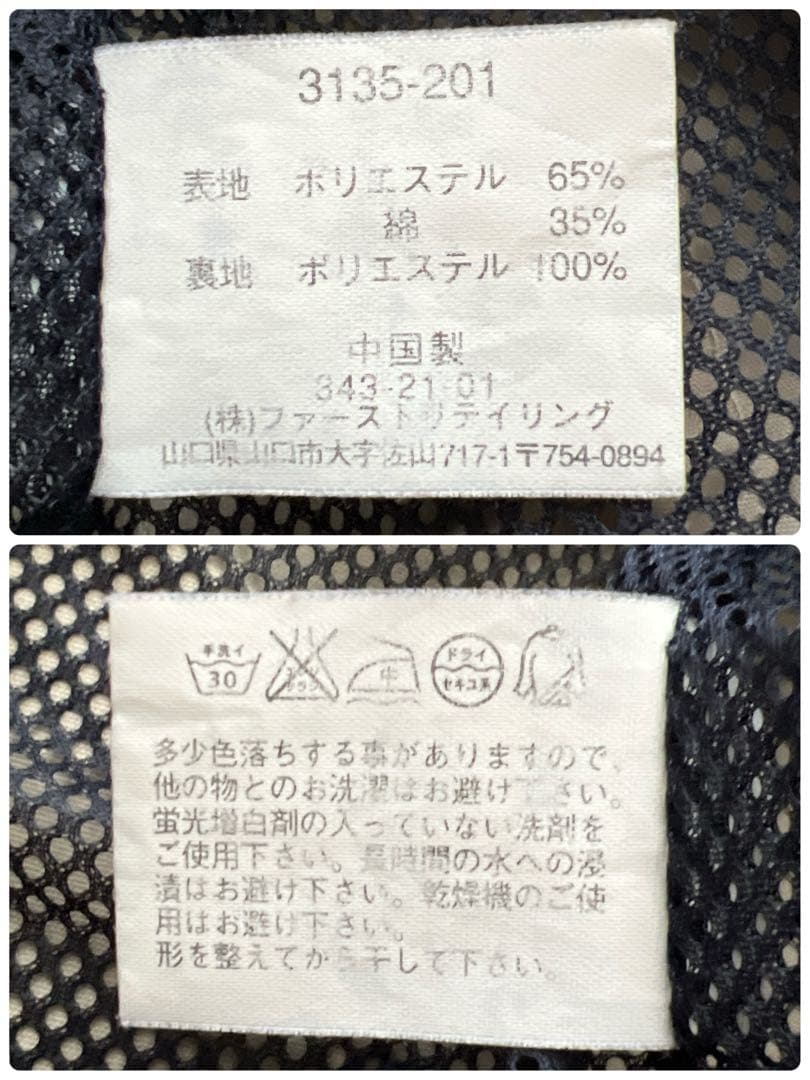 3135-201
表地 ポリエステル 65%
綿 35%
裏地 ポリエステル 100%
中国製
343-21-01
(株)ファーストリテイリング
山口県山口市大字佐山717-1〒754-0894
手洗イ
30
エンソ
サラシ
中
ドライ
セキユ系
多少色落ちする事がありますので、
他の物とのお洗濯はお避け下さい。
蛍光増白剤の入っていない洗剤を
ご使用下さい。長時間の水への浸
漬はお避け下さい。乾燥機のご使
用はお避け下さい。
形を整えてから干して下さい。